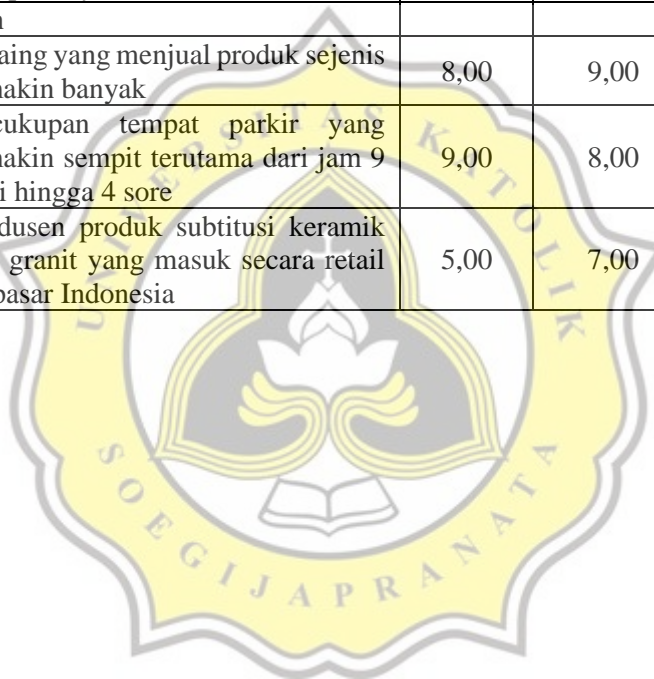 aing yang menjual produk sejenis
nakin banyak 8,00 9,00
cukupan tempat parkir yang
nakin sempit terutama dari jam 9
i hingga 4 sore 9,00 8,00
dusen produk subtitusi keramik
granit yang masuk secara retail
pasar Indonesia 5,00 7,00
UNIVERSITAS KATOLIK
SOEGIJAPRANATA